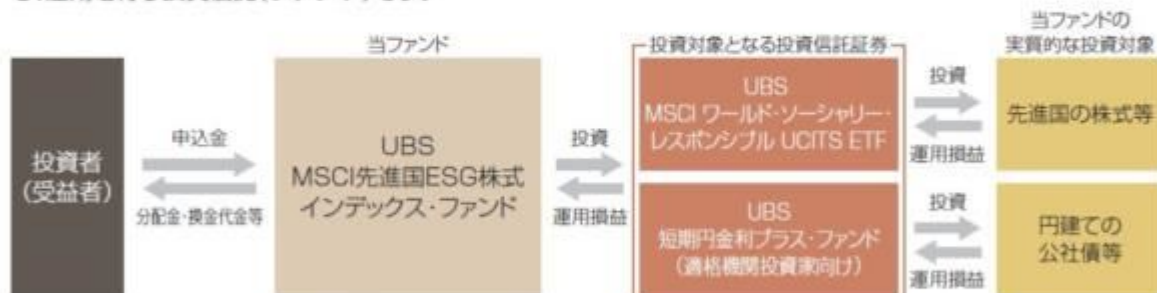 当ファンド
投資対象となる投資信託証券
当ファンドの
実質的な投資対象
投資者
(受益者)
申込金
分配金・換金代金等
UBS
MSCI先進国ESG株式
インデックス・ファンド
投資
運用損益
UBS
MSCI ワールド・ソーシャリー・
レスポンシブル UCITS ETF
投資
運用損益
先進国の株式等
UBS
短期円金利プラス・ファンド
(適格機関投資家向け)
投資
運用損益
円建ての
公社債等